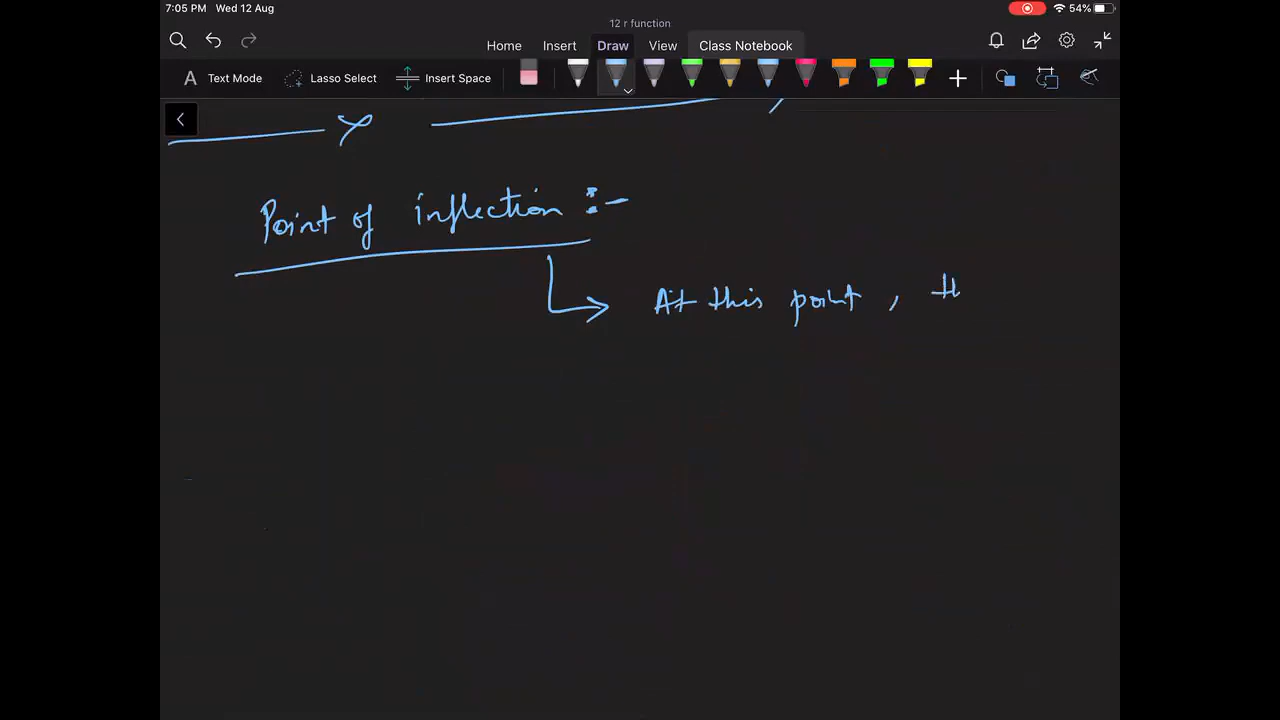 7:05 PM Wed 12 Aug 54%
12 r function
Home Insert Draw View Class Notebook
A Text Mode Lasso Select Insert Space
Point of inflection :-
At this point , th